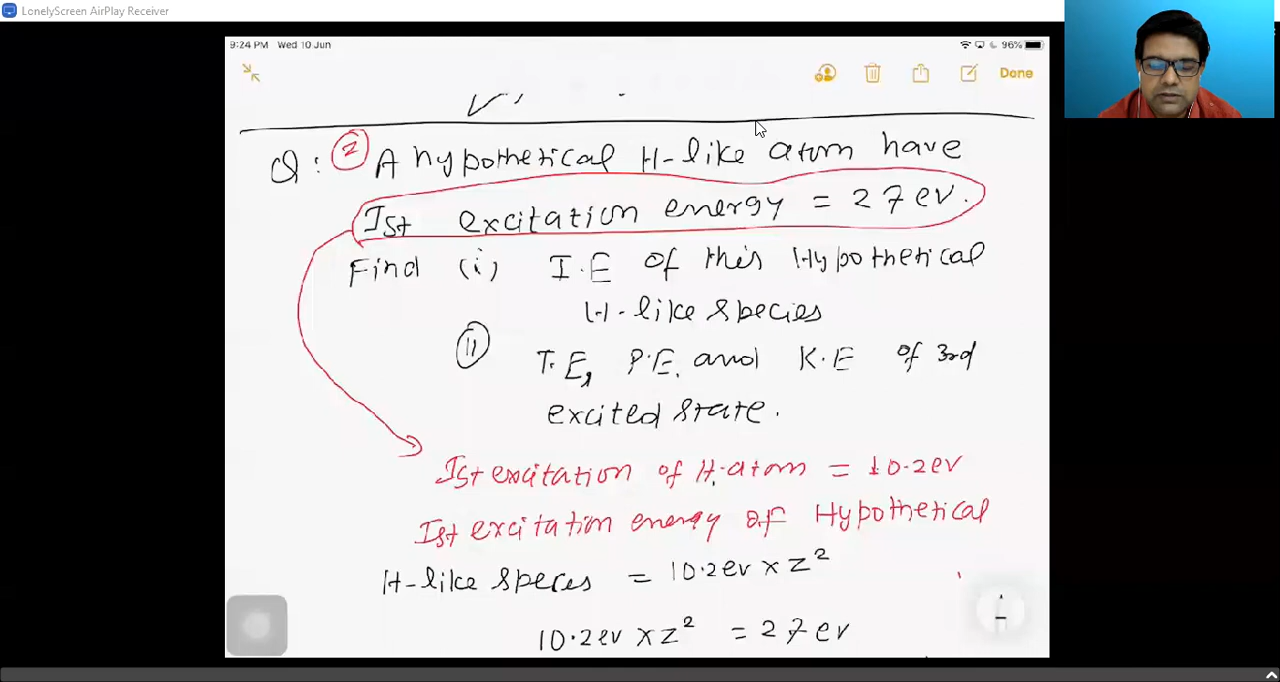 LonelyScreen AirPlay Receiver
9:24 PM Wed 10 Jun
96%
Done
Q: 2 A hypothetical H-like atom have
Ist excitation energy = 27 ev.
Find (i) I.E of this Hypothetical
H-like species
(II) T.E, P.E. and K.E of 3rd
excited state.
Ist excitation of H.atom = 10.2ev
Ist excitation energy of Hypothetical
H-like speces = 10.2ev x z²
10.2ev x z² = 27 ev